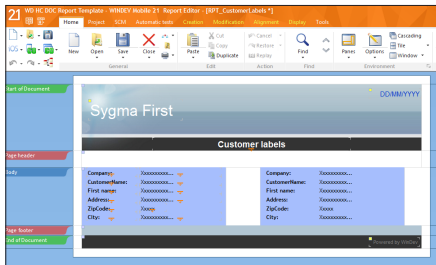 21 WD HC DOC Report Template - WINDEV Mobile 21  Report Editor - [RPT_CustomerLabels *]
Home Project SCM Automatic tools Creation Modification Alignment Display Tools
New Open Save Close Paste Cut Copy Duplicate Cancel Restore Replay Find Panes Options Cascading Tile Window
General Edit Action Find Environment
Start of Document
DD/MM/YYYY
Sygma First
Customer labels
Page header
Body
Company: Xxxxxxxxxx... Company: Xxxxxxxxxx...
CustomerName: Xxxxxxxxxx... CustomerName: Xxxxxxxxxx...
First name: Xxxxxxxxxx... First name: Xxxxxxxxxx...
Address: Xxxxxxxxxx... Address: Xxxxxxxxxx...
ZipCode: Xxxxx ZipCode: Xxxxx
City: Xxxxxxxxxx... City: Xxxxxxxxxx...
Page footer
End of Document
Powered by WinDev